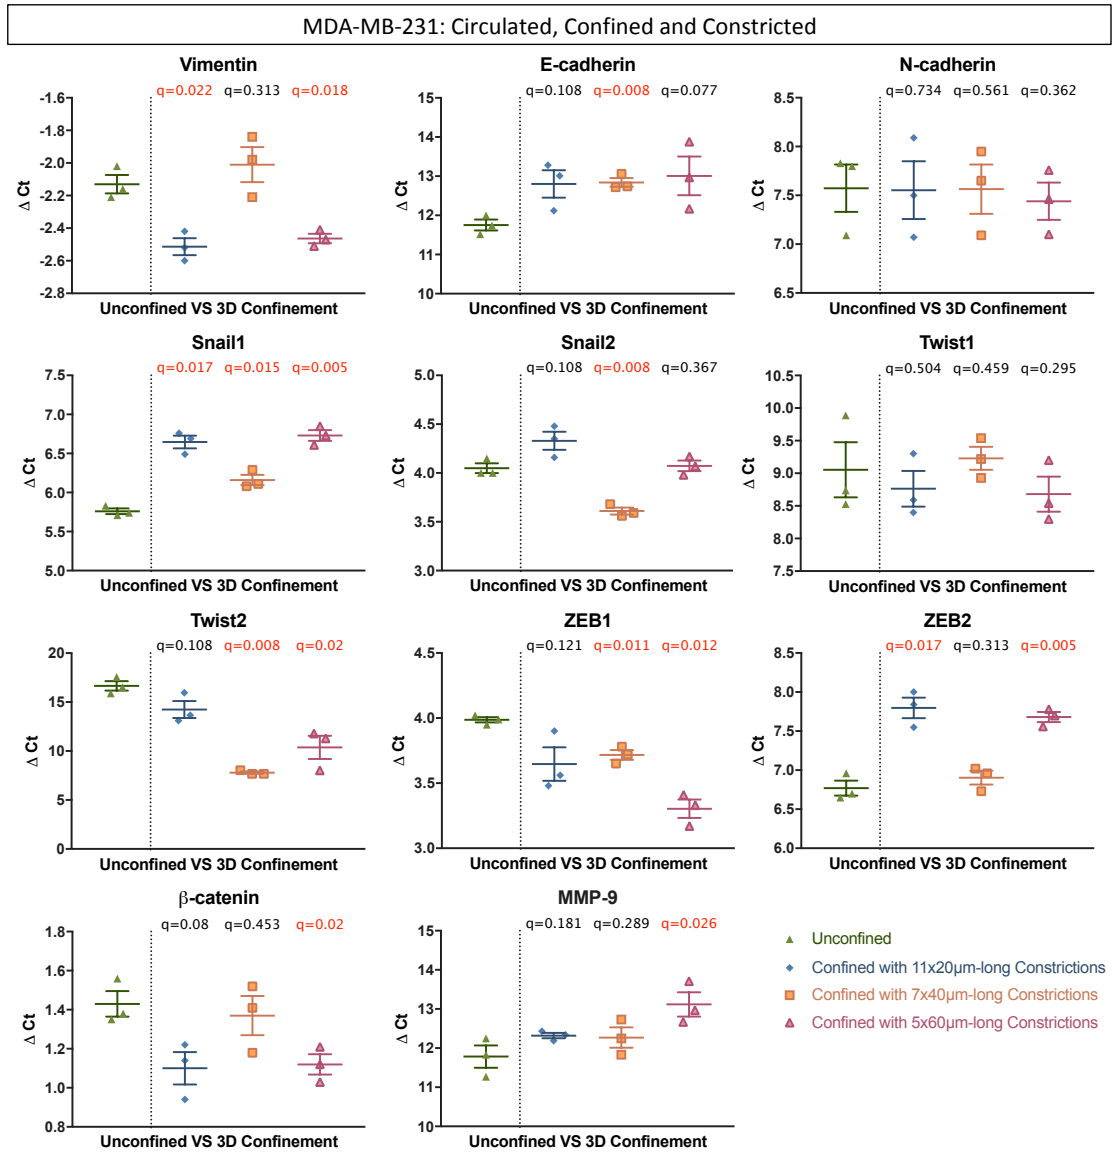 MDA-MB-231: Circulated, Confined and Constricted
Vimentin
q=0.022 q=0.313 q=0.018
Δ Ct
-1.6
-2.0
-2.2
-2.4
-2.6
-2.8
Unconfined VS 3D Confinement
E-cadherin
q=0.108 q=0.008 q=0.077
Δ Ct
15
14
13
12
11
10
Unconfined VS 3D Confinement
N-cadherin
q=0.734 q=0.561 q=0.362
Δ Ct
8.5
8.0
7.5
7.0
6.5
Unconfined VS 3D Confinement
Snail1
q=0.017 q=0.015 q=0.005
Δ Ct
7.5
7.0
6.5
6.0
5.5
5.0
Unconfined VS 3D Confinement
Snail2
q=0.108 q=0.008 q=0.367
Δ Ct
5.0
4.5
4.0
3.5
3.0
Unconfined VS 3D Confinement
Twist1
q=0.504 q=0.459 q=0.295
Δ Ct
10.5
10.0
9.5
9.0
8.5
8.0
7.5
Unconfined VS 3D Confinement
Twist2
q=0.108 q=0.008 q=0.02
Δ Ct
20
15
10
5
0
Unconfined VS 3D Confinement
ZEB1
q=0.121 q=0.011 q=0.012
Δ Ct
4.5
4.0
3.5
3.0
Unconfined VS 3D Confinement
ZEB2
q=0.017 q=0.313 q=0.005
Δ Ct
8.5
8.0
7.5
7.0
6.5
6.0
Unconfined VS 3D Confinement
β-catenin
q=0.08 q=0.453 q=0.02
Δ Ct
1.8
1.6
1.4
1.2
1.0
0.8
Unconfined VS 3D Confinement
MMP-9
q=0.181 q=0.289 q=0.026
Δ Ct
15
14
13
12
11
10
Unconfined VS 3D Confinement
Unconfined
Confined with 11x20μm-long Constrictions
Confined with 7x40μm-long Constrictions
Confined with 5x60μm-long Constrictions